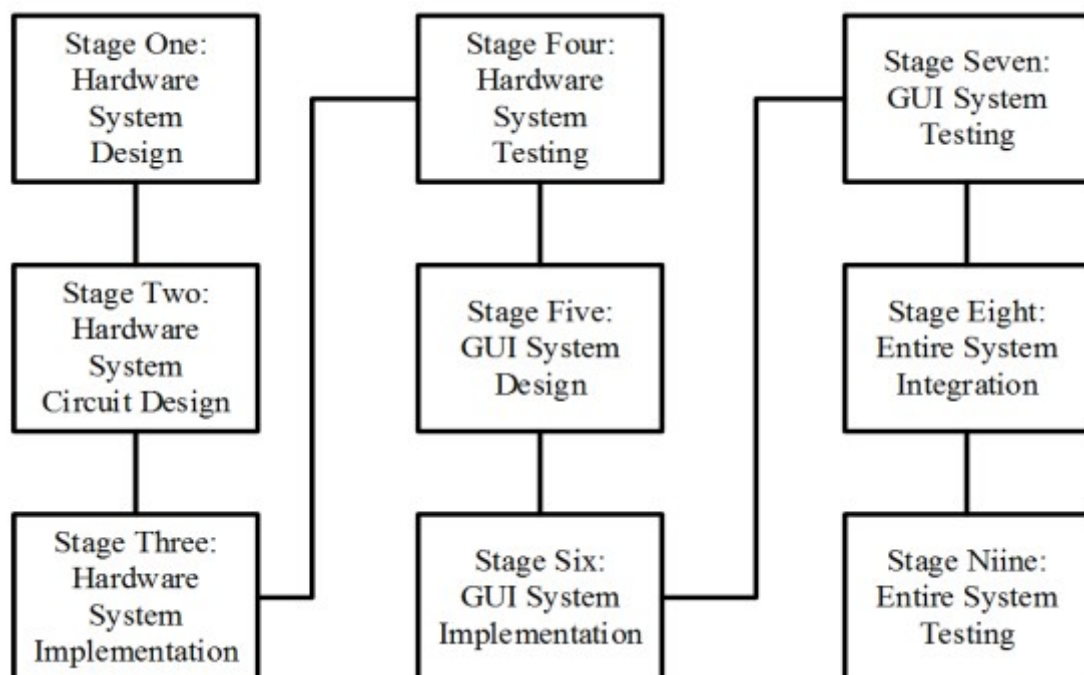 Stage One:
Hardware
System
Design
Stage Two:
Hardware
System
Circuit Design
Stage Three:
Hardware
System
Implementation
Stage Four:
Hardware
System
Testing
Stage Five:
GUI System
Design
Stage Six:
GUI System
Implementation
Stage Seven:
GUI System
Testing
Stage Eight:
Entire System
Integration
Stage Niine:
Entire System
Testing